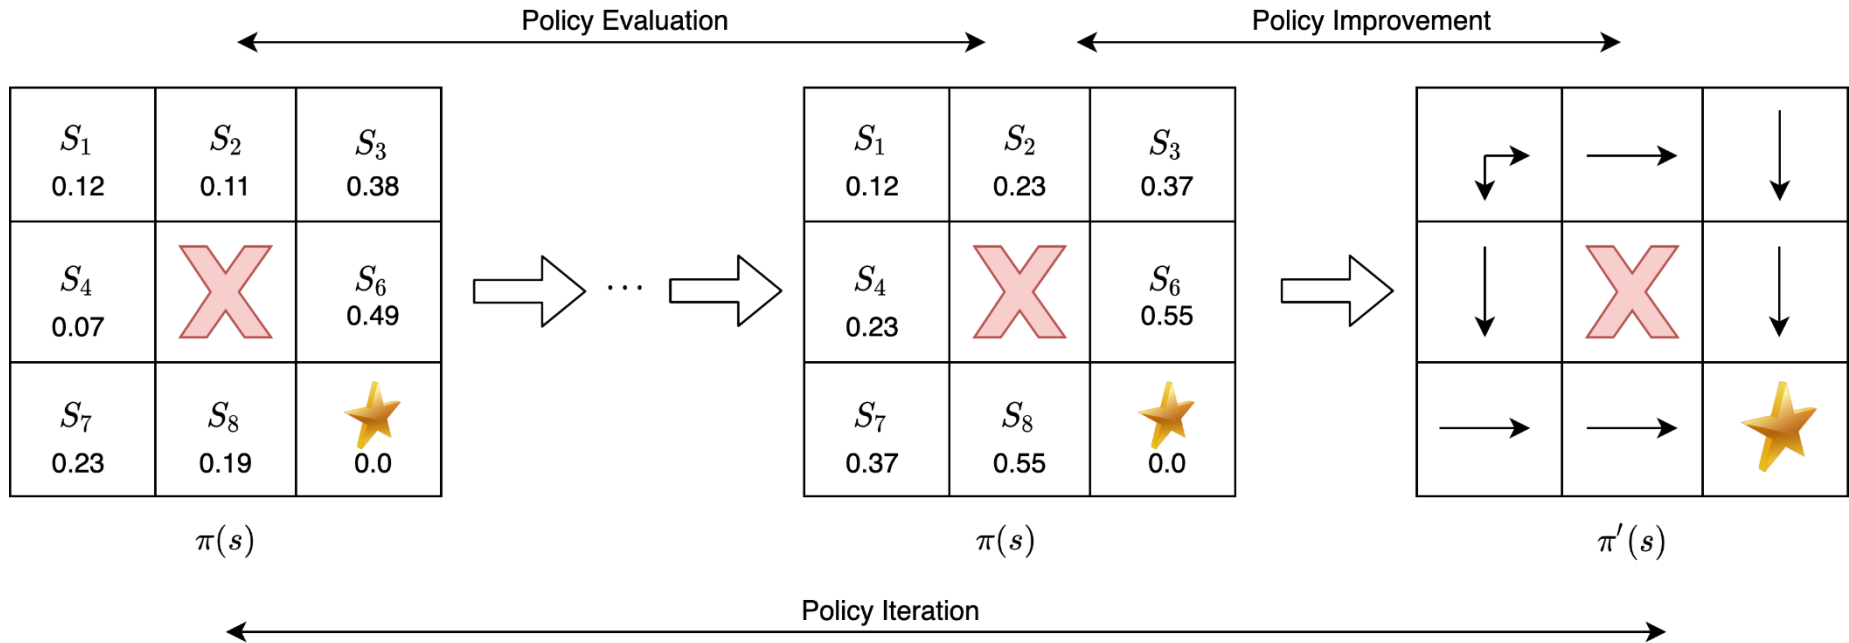 Policy Evaluation
Policy Improvement
S₁ S₂ S₃
0.12 0.11 0.38
S₄ S₆
0.07 0.49
S₇ S₈
0.23 0.19 0.0
π(s)
...
S₁ S₂ S₃
0.12 0.23 0.37
S₄ S₆
0.23 0.55
S₇ S₈
0.37 0.55 0.0
π(s)
π′(s)
Policy Iteration